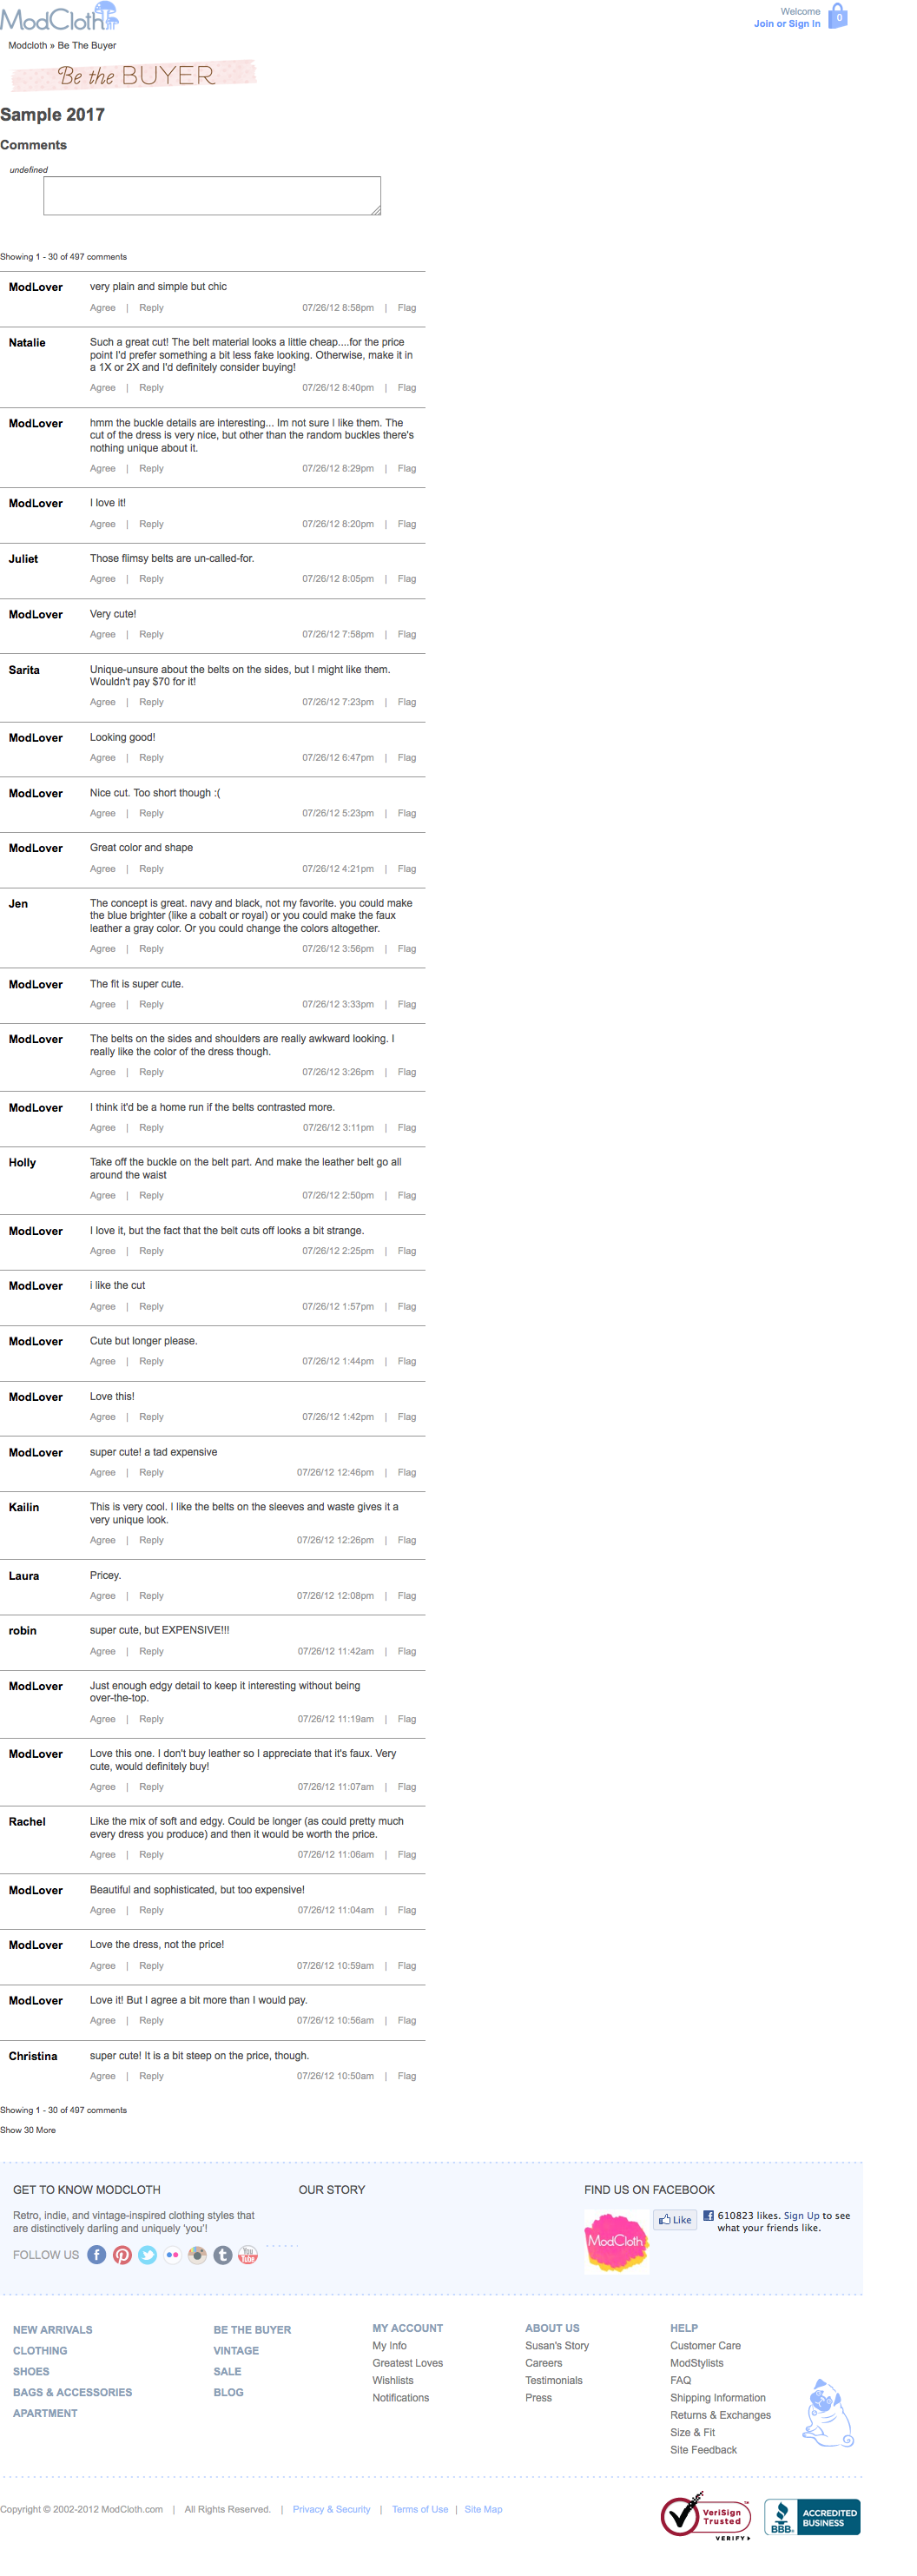 ModCloth
Welcome
Join or Sign In
0
Modcloth » Be The Buyer
Be the BUYER
Sample 2017
Comments
undefined
Showing 1 - 30 of 497 comments
ModLover very plain and simple but chic
Agree | Reply 07/26/12 8:58pm | Flag
Natalie Such a great cut! The belt material looks a little cheap....for the price
point I'd prefer something a bit less fake looking. Otherwise, make it in
a 1X or 2X and I'd definitely consider buying!
Agree | Reply 07/26/12 8:40pm | Flag
ModLover hmm the buckle details are interesting... Im not sure I like them. The
cut of the dress is very nice, but other than the random buckles there's
nothing unique about it.
Agree | Reply 07/26/12 8:29pm | Flag
ModLover I love it!
Agree | Reply 07/26/12 8:20pm | Flag
Juliet Those flimsy belts are un-called-for.
Agree | Reply 07/26/12 8:05pm | Flag
ModLover Very cute!
Agree | Reply 07/26/12 7:58pm | Flag
Sarita Unique-unsure about the belts on the sides, but I might like them.
Wouldn't pay $70 for it!
Agree | Reply 07/26/12 7:23pm | Flag
ModLover Looking good!
Agree | Reply 07/26/12 6:47pm | Flag
ModLover Nice cut. Too short though :(
Agree | Reply 07/26/12 5:23pm | Flag
ModLover Great color and shape
Agree | Reply 07/26/12 4:21pm | Flag
Jen The concept is great. navy and black, not my favorite. you could make
the blue brighter (like a cobalt or royal) or you could make the faux
leather a gray color. Or you could change the colors altogether.
Agree | Reply 07/26/12 3:56pm | Flag
ModLover The fit is super cute.
Agree | Reply 07/26/12 3:33pm | Flag
ModLover The belts on the sides and shoulders are really awkward looking. I
really like the color of the dress though.
Agree | Reply 07/26/12 3:26pm | Flag
ModLover I think it'd be a home run if the belts contrasted more.
Agree | Reply 07/26/12 3:11pm | Flag
Holly Take off the buckle on the belt part. And make the leather belt go all
around the waist
Agree | Reply 07/26/12 2:50pm | Flag
ModLover I love it, but the fact that the belt cuts off looks a bit strange.
Agree | Reply 07/26/12 2:25pm | Flag
ModLover i like the cut
Agree | Reply 07/26/12 1:57pm | Flag
ModLover Cute but longer please.
Agree | Reply 07/26/12 1:44pm | Flag
ModLover Love this!
Agree | Reply 07/26/12 1:42pm | Flag
ModLover super cute! a tad expensive
Agree | Reply 07/26/12 12:46pm | Flag
Kailin This is very cool. I like the belts on the sleeves and waste gives it a
very unique look.
Agree | Reply 07/26/12 12:26pm | Flag
Laura Pricey.
Agree | Reply 07/26/12 12:08pm | Flag
robin super cute, but EXPENSIVE!!!
Agree | Reply 07/26/12 11:42am | Flag
ModLover Just enough edgy detail to keep it interesting without being
over-the-top.
Agree | Reply 07/26/12 11:19am | Flag
ModLover Love this one. I don't buy leather so I appreciate that it's faux. Very
cute, would definitely buy!
Agree | Reply 07/26/12 11:07am | Flag
Rachel Like the mix of soft and edgy. Could be longer (as could pretty much
every dress you produce) and then it would be worth the price.
Agree | Reply 07/26/12 11:06am | Flag
ModLover Beautiful and sophisticated, but too expensive!
Agree | Reply 07/26/12 11:04am | Flag
ModLover Love the dress, not the price!
Agree | Reply 07/26/12 10:59am | Flag
ModLover Love it! But I agree a bit more than I would pay.
Agree | Reply 07/26/12 10:56am | Flag
Christina super cute! It is a bit steep on the price, though.
Agree | Reply 07/26/12 10:50am | Flag
Showing 1 - 30 of 497 comments
Show 30 More
GET TO KNOW MODCLOTH
Retro, indie, and vintage-inspired clothing styles that
are distinctively darling and uniquely 'you'!
FOLLOW US
f
t
You Tube
OUR STORY
FIND US ON FACEBOOK
ModCloth
Like
610823 likes. Sign Up to see
what your friends like.
NEW ARRIVALS
CLOTHING
SHOES
BAGS & ACCESSORIES
APARTMENT
BE THE BUYER
VINTAGE
SALE
BLOG
MY ACCOUNT
My Info
Greatest Loves
Wishlists
Notifications
ABOUT US
Susan's Story
Careers
Testimonials
Press
HELP
Customer Care
ModStylists
FAQ
Shipping Information
Returns & Exchanges
Size & Fit
Site Feedback
Copyright © 2002-2012 ModCloth.com | All Rights Reserved. | Privacy & Security | Terms of Use | Site Map
VeriSign
Trusted
VERIFY
BBB
ACCREDITED
BUSINESS